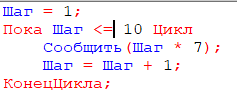 Шаг = 1;
Пока Шаг <= 10 Цикл
Сообщить(Шаг * 7);
Шаг = Шаг + 1;
КонецЦикла;